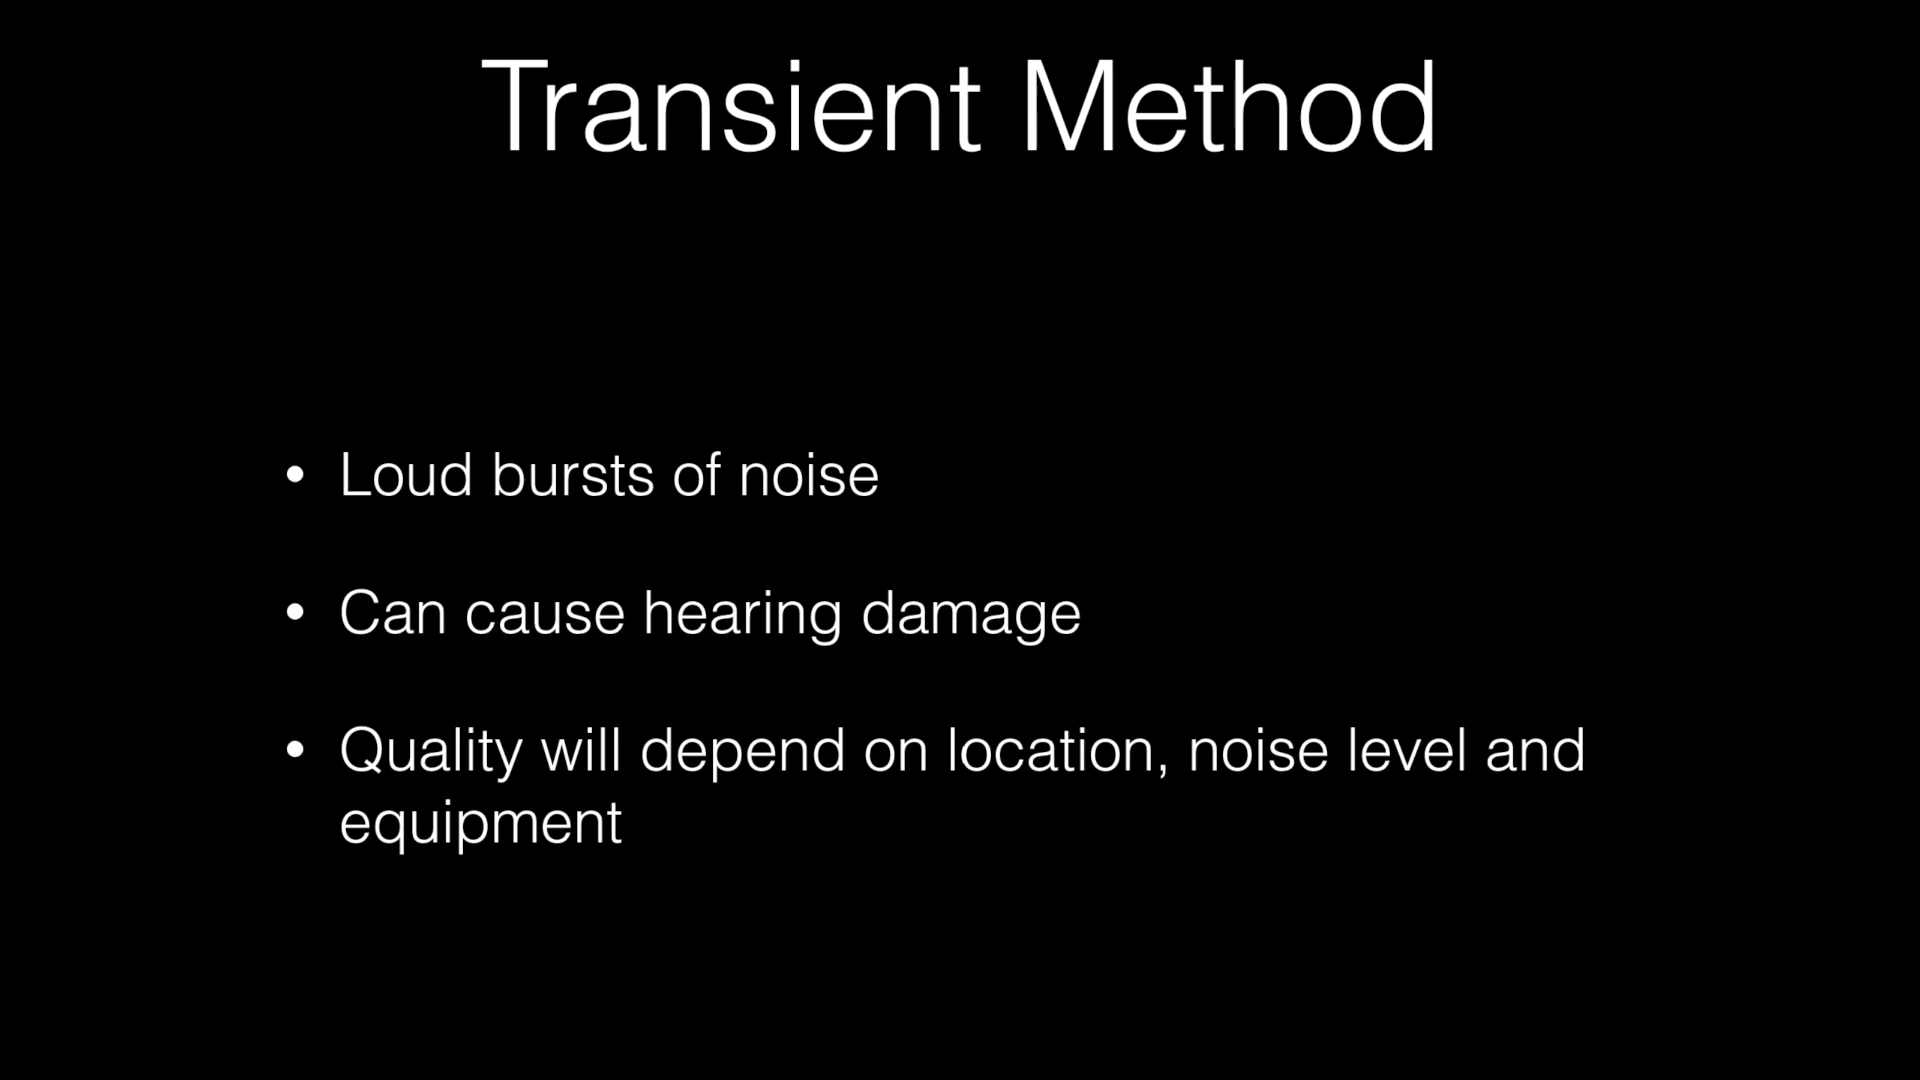 Transient Method
• Loud bursts of noise
• Can cause hearing damage
• Quality will depend on location, noise level and
equipment